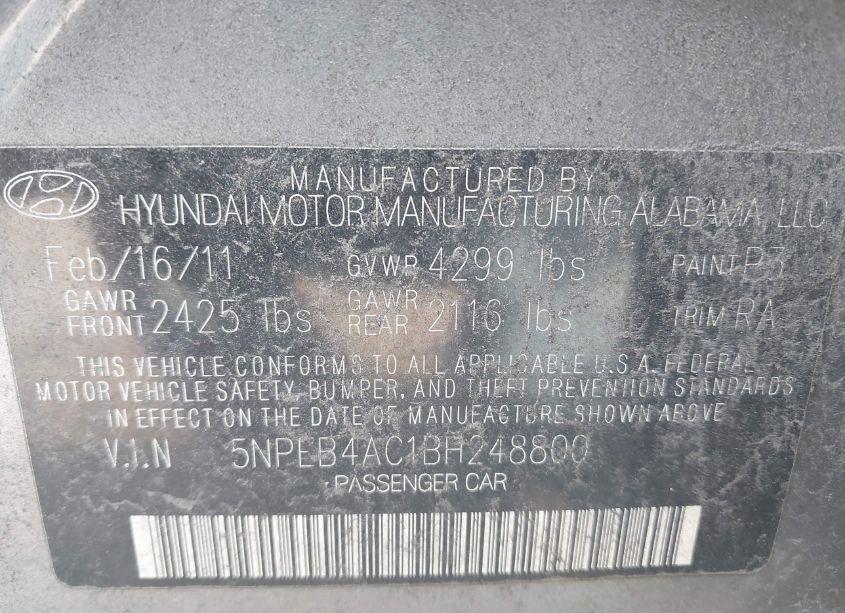 MANUFACTURED BY
HYUNDAI MOTOR MANUFACTURING ALABAMA, LLC
Feb/16/11 GVWR 4299 lbs PAINT P3
GAWR FRONT 2425 lbs GAWR REAR 2116 lbs TRIM RA
THIS VEHICLE CONFORMS TO ALL APPLICABLE U.S.A. FEDERAL
MOTOR VEHICLE SAFETY, BUMPER, AND THEFT PREVENTION STANDARDS
IN EFFECT ON THE DATE OF MANUFACTURE SHOWN ABOVE
V.I.N 5NPEB4AC1BH248800
PASSENGER CAR